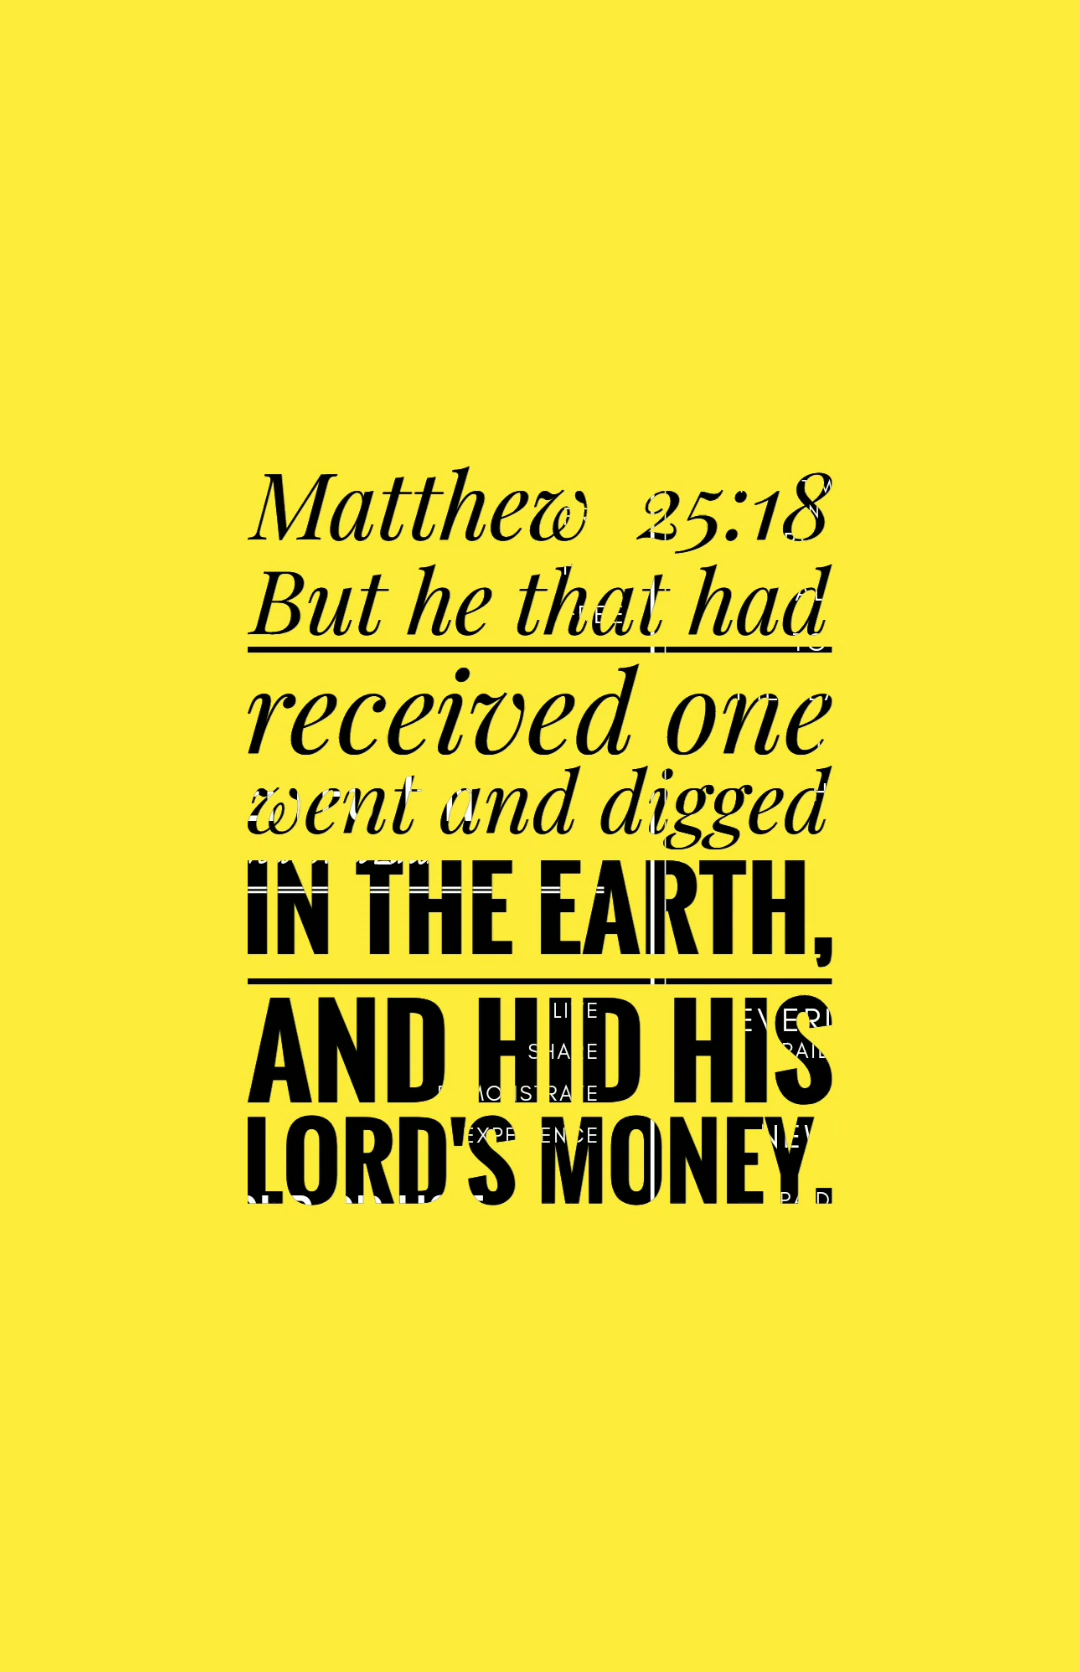 Matthew 25:18
But he that had
received one
went and digged
IN THE EARTH,
AND HID HIS
LORD'S MONEY.